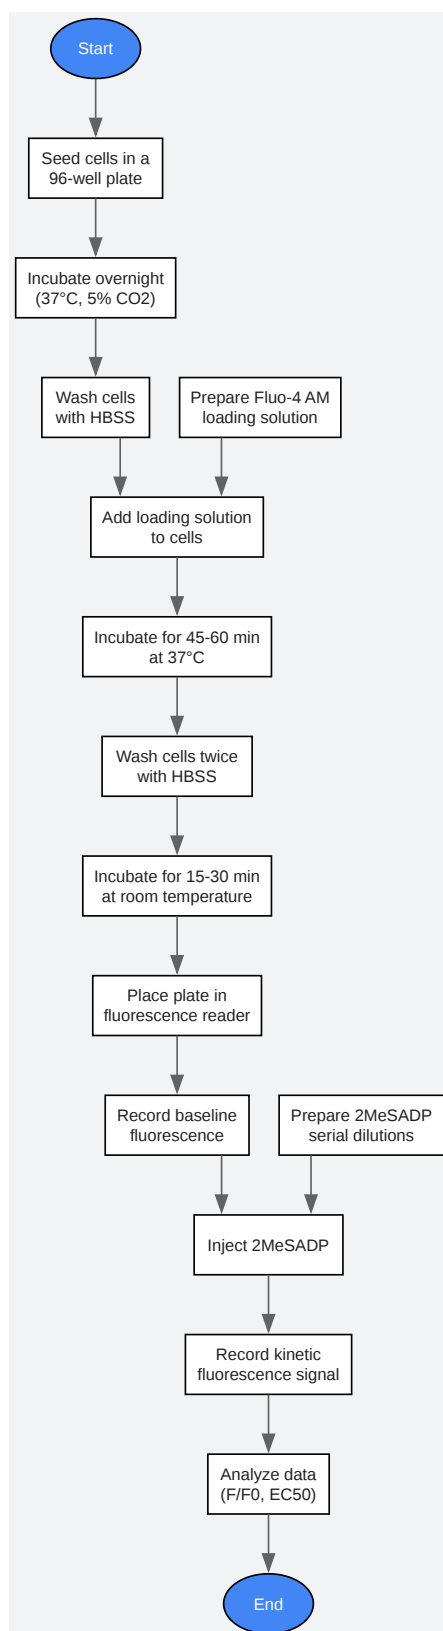 Start
Seed cells in a
96-well plate
Incubate overnight
(37°C, 5% CO2)
Wash cells
with HBSS
Prepare Fluo-4 AM
loading solution
Add loading solution
to cells
Incubate for 45-60 min
at 37°C
Wash cells twice
with HBSS
Incubate for 15-30 min
at room temperature
Place plate in
fluorescence reader
Record baseline
fluorescence
Prepare 2MeSADP
serial dilutions
Inject 2MeSADP
Record kinetic
fluorescence signal
Analyze data
(F/F0, EC50)
End